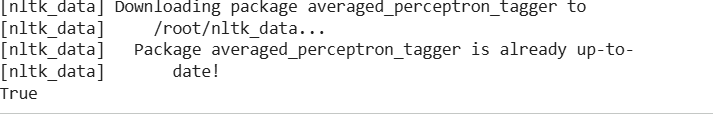 [nltk_data] Downloading package averaged_perceptron_tagger to
[nltk_data]     /root/nltk_data...
[nltk_data]   Package averaged_perceptron_tagger is already up-to-
[nltk_data]       date!
True